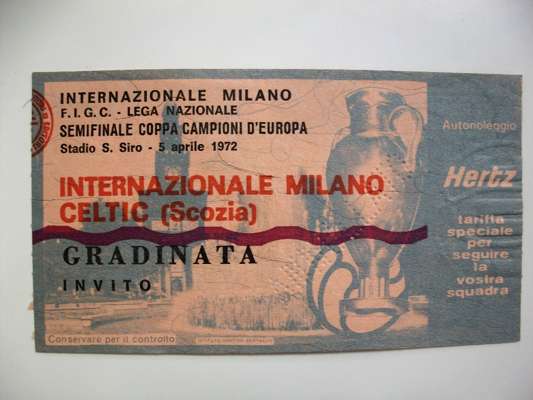 INTERNAZIONALE MILANO
F.I.G.C. - LEGA NAZIONALE
SEMIFINALE COPPA CAMPIONI D'EUROPA
Stadio S. Siro - 5 aprile 1972
INTERNAZIONALE MILANO
CELTIC (Scozia)
GRADINATA
INVITO
Conservare per il controllo
Autonoleggio
Hertz
tariffa
speciale
per
seguire
la
vostra
squadra